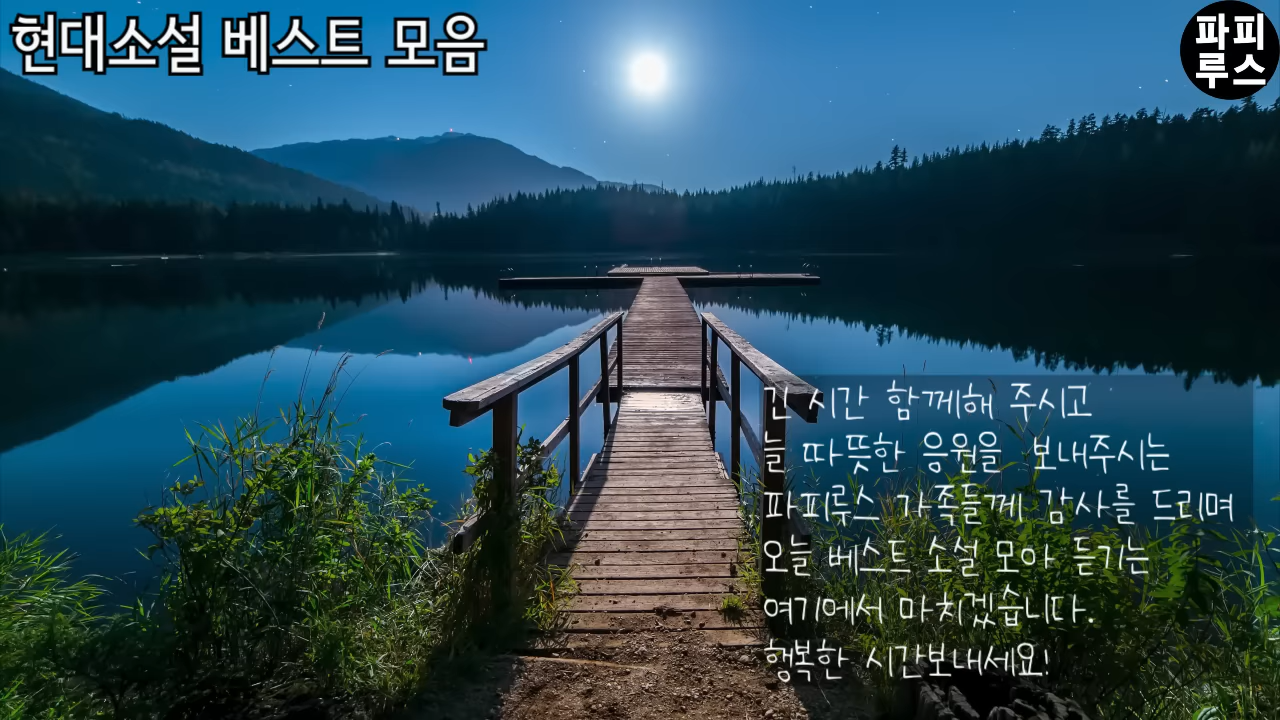 현대소설 베스트 모음
파피
루스
긴 시간 함께해 주시고
늘 따뜻한 응원을 보내주시는
파피루스 가족들께 감사를 드리며
오늘 베스트 소설 모아 듣기는
여기에서 마치겠습니다.
행복한 시간보내세요!